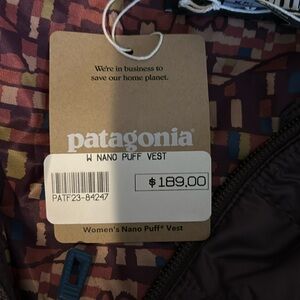 We're in business to
save our home planet.
patagonia®
W NANO PUFF VEST
$189.00
PATF23-84247
Women's Nano Puff® Vest